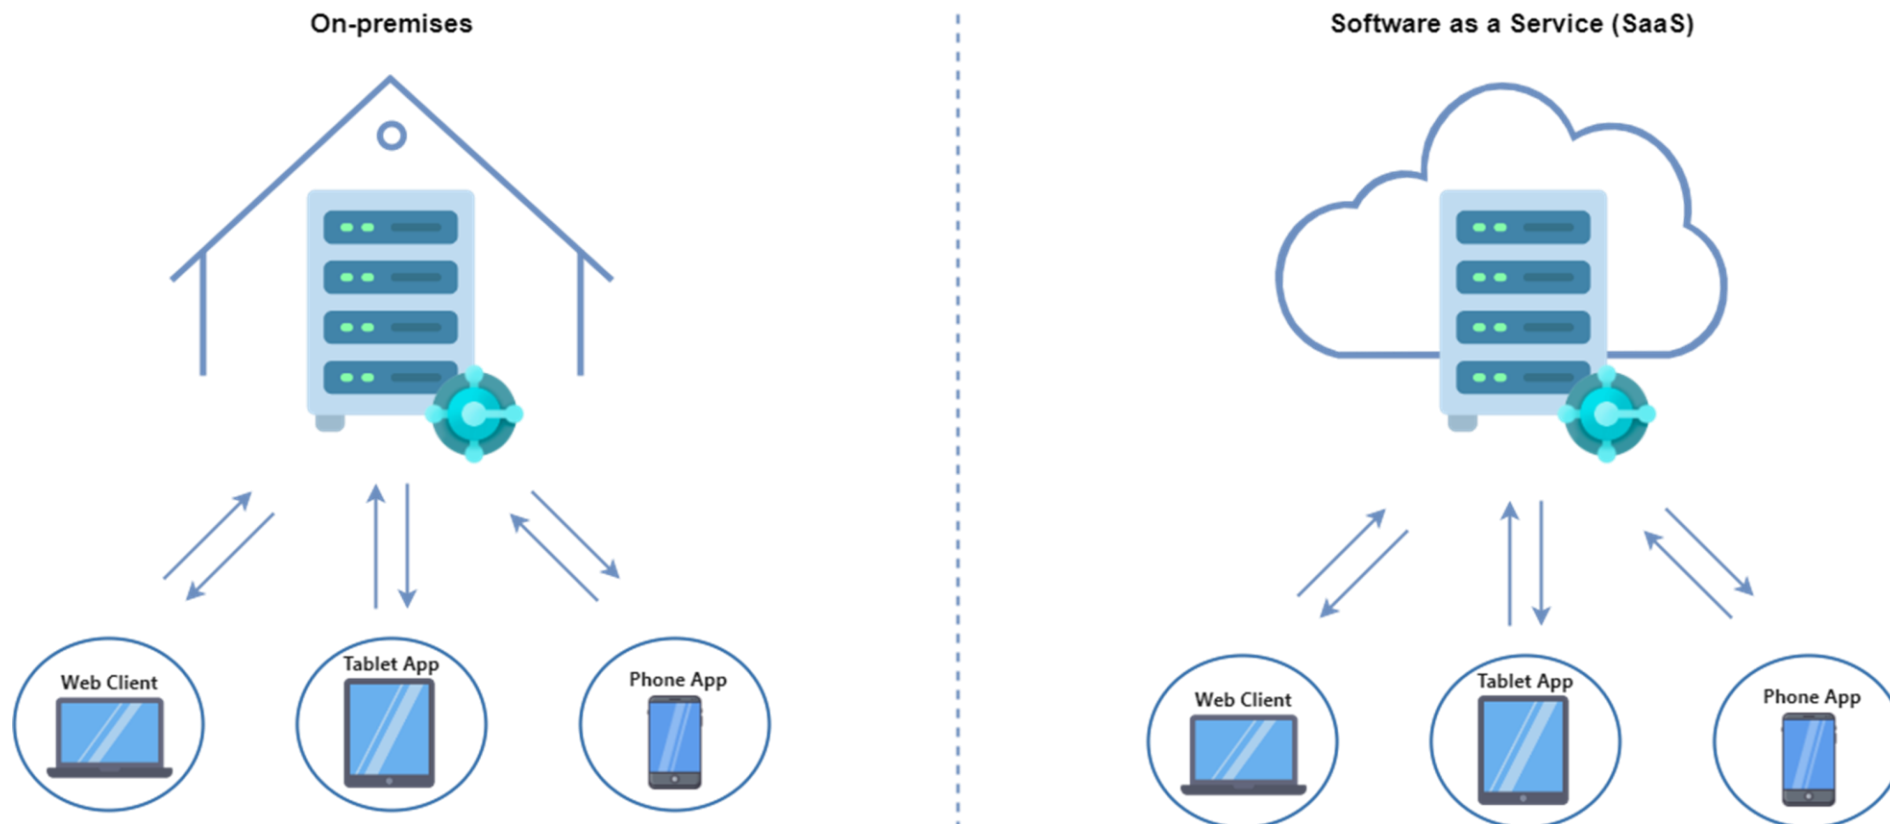 On-premises
Software as a Service (SaaS)
Web Client
Tablet App
Phone App
Web Client
Tablet App
Phone App